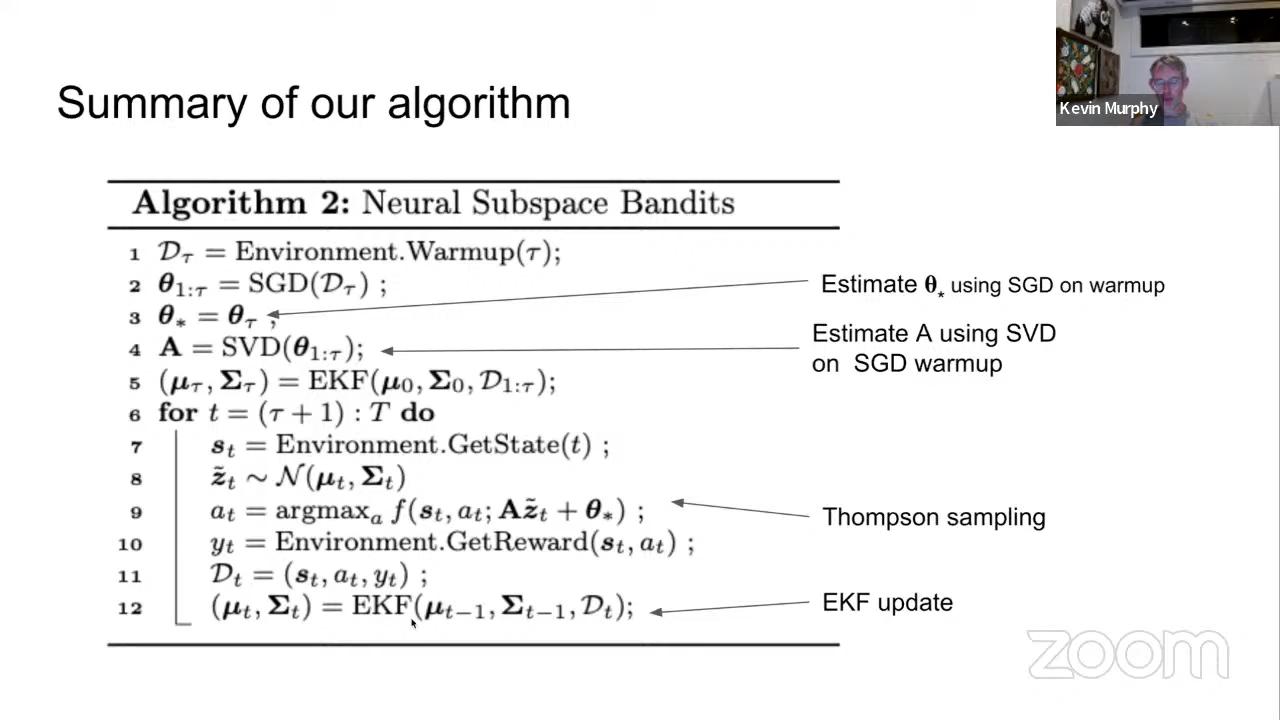 Kevin Murphy
Summary of our algorithm
Algorithm 2: Neural Subspace Bandits
1 𝒟_τ = Environment.Warmup(τ);
2 θ_{1:τ} = SGD(𝒟_τ) ;
3 θ_* = θ_τ ;
4 A = SVD(θ_{1:τ});
5 (μ_τ, Σ_τ) = EKF(μ_0, Σ_0, 𝒟_{1:τ});
6 for t = (τ + 1) : T do
7 s_t = Environment.GetState(t) ;
8 z̃_t ~ 𝒩(μ_t, Σ_t)
9 a_t = argmax_a f(s_t, a_t; Az̃_t + θ_*) ;
10 y_t = Environment.GetReward(s_t, a_t) ;
11 𝒟_t = (s_t, a_t, y_t) ;
12 (μ_t, Σ_t) = EKF(μ_{t−1}, Σ_{t−1}, 𝒟_t);
Estimate θ_* using SGD on warmup
Estimate A using SVD
on SGD warmup
Thompson sampling
EKF update
zoom